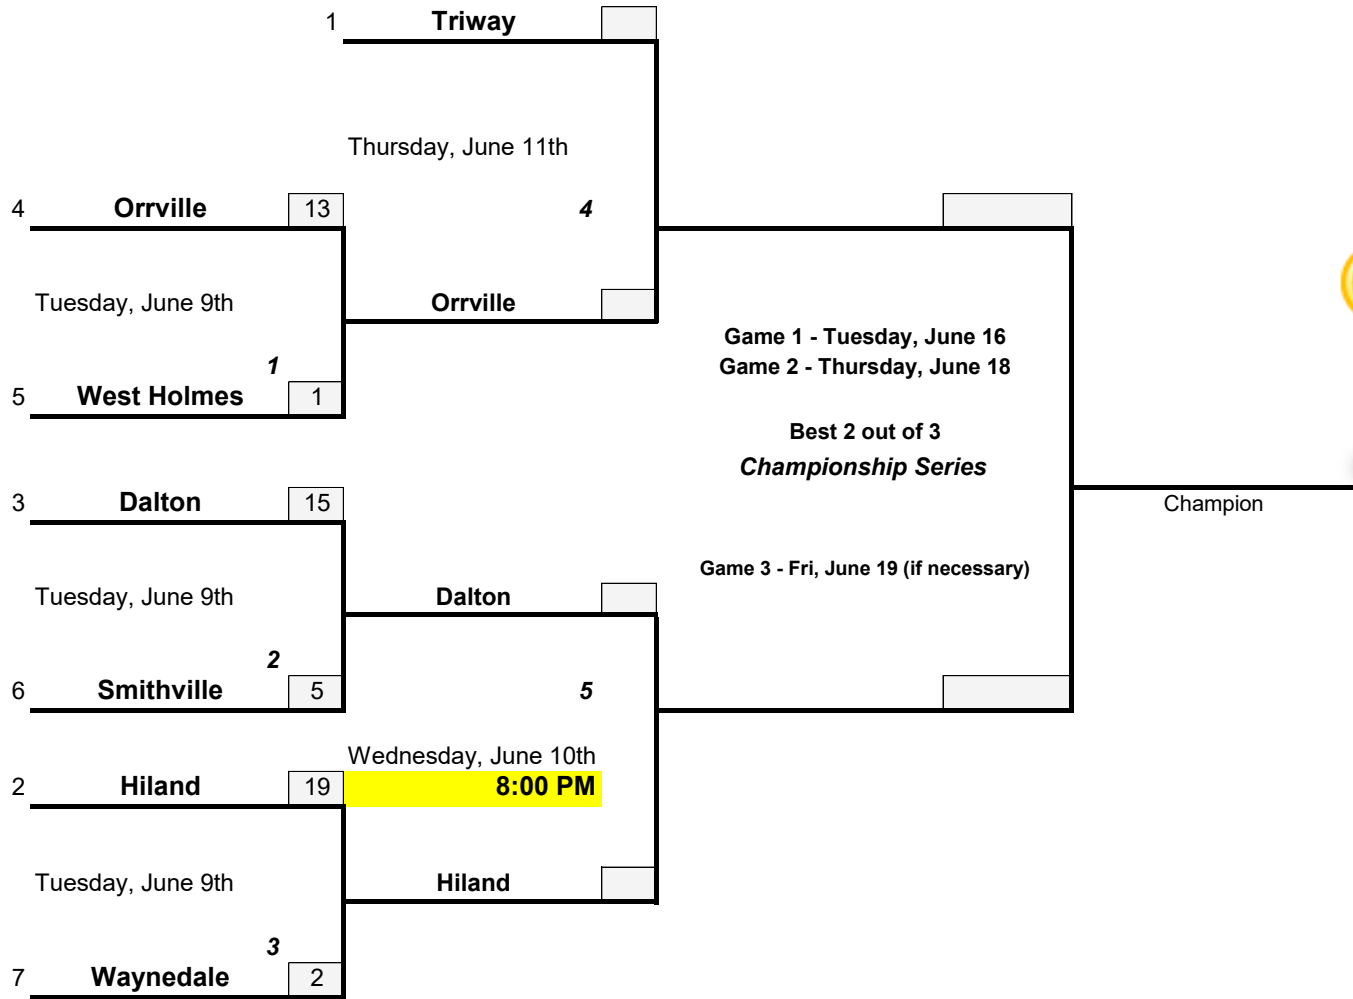 1 Triway
Thursday, June 11th
4 Orrville 13 4
Tuesday, June 9th Orrville
Game 1 - Tuesday, June 16
1 Game 2 - Thursday, June 18
5 West Holmes 1
Best 2 out of 3
Championship Series
3 Dalton 15 Champion
Game 3 - Fri, June 19 (if necessary)
Tuesday, June 9th Dalton
2
6 Smithville 5 5
Wednesday, June 10th
2 Hiland 19 8:00 PM
Tuesday, June 9th Hiland
3
7 Waynedale 2